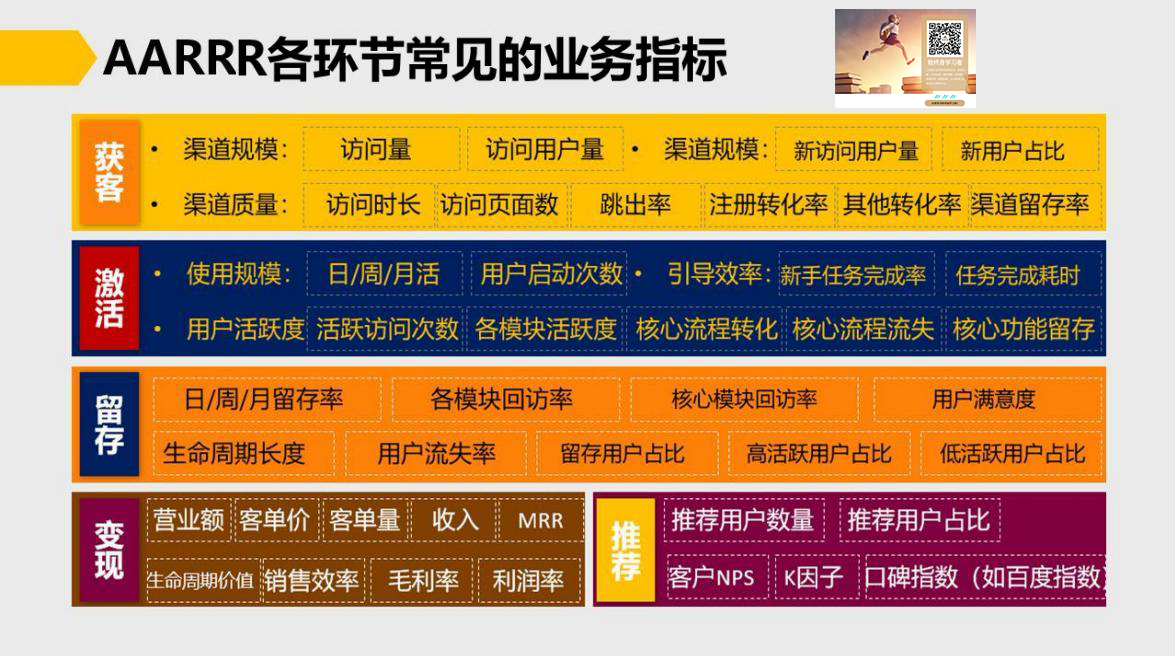 AARRR各环节常见的业务指标
做终身学习者
获客
• 渠道规模： 访问量 访问用户量 • 渠道规模： 新访问用户量 新用户占比
• 渠道质量： 访问时长 访问页面数 跳出率 注册转化率 其他转化率 渠道留存率
激活
• 使用规模： 日/周/月活 用户启动次数 • 引导效率： 新手任务完成率 任务完成耗时
• 用户活跃度 活跃访问次数 各模块活跃度 核心流程转化 核心流程流失 核心功能留存
留存
日/周/月留存率 各模块回访率 核心模块回访率 用户满意度
生命周期长度 用户流失率 留存用户占比 高活跃用户占比 低活跃用户占比
变现
营业额 客单价 客单量 收入 MRR
生命周期价值 销售效率 毛利率 利润率
推荐
推荐用户数量 推荐用户占比
客户NPS K因子 口碑指数（如百度指数）